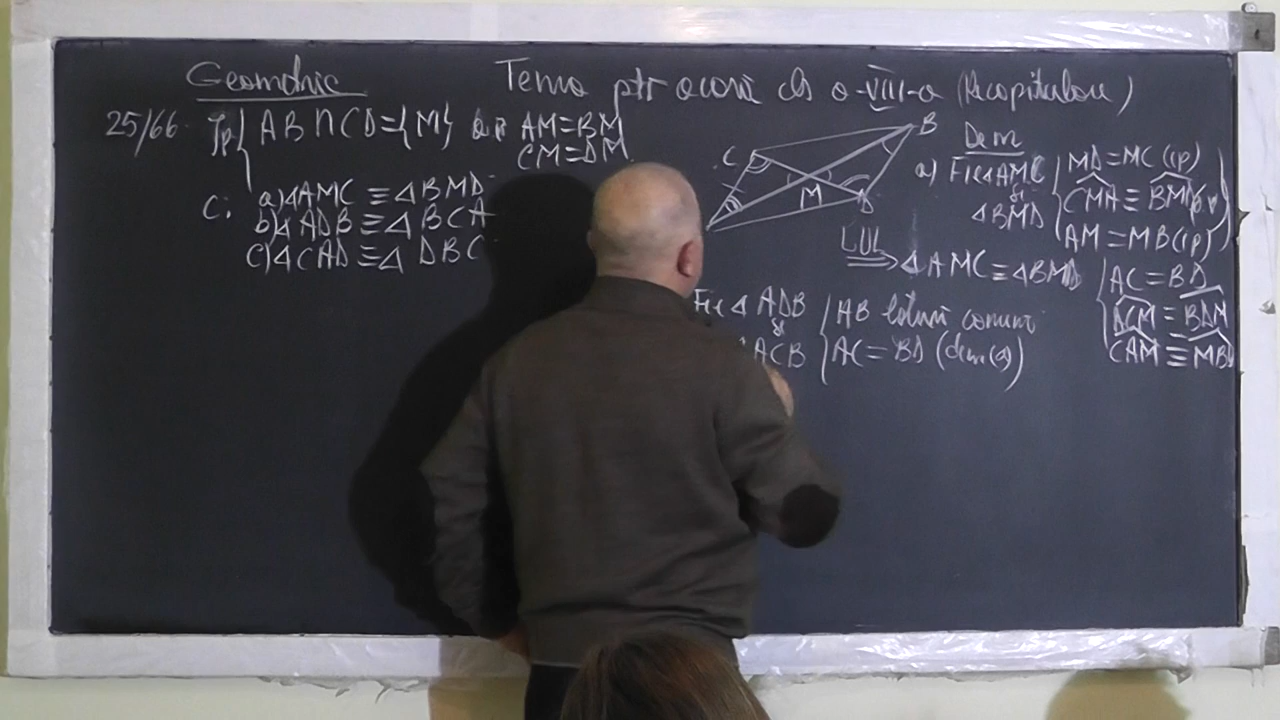 Geometrie
Tema ptr acasă cls a-VIII-a (Recapitulare)
25/66 Ip{ AB∩CD={M} a.î. AM=BM
CM=DM
C: a) △AMC ≡ △BMD
b) △ADB ≡ △BCA
c) △CAD ≡ △DBC
C
B
M
D
Dem
a) Fie △AMC
și
△BMD
MD=MC (ip)
CMA ≡ BMD (o.v)
AM=MB (ip)
LUL
⟹ △AMC ≡ △BMD
AC=BD
ACM = BDM
CAM ≡ MBD
Fie △ADB
și
ACB
AB latură comună
AC=BD (dem(a))